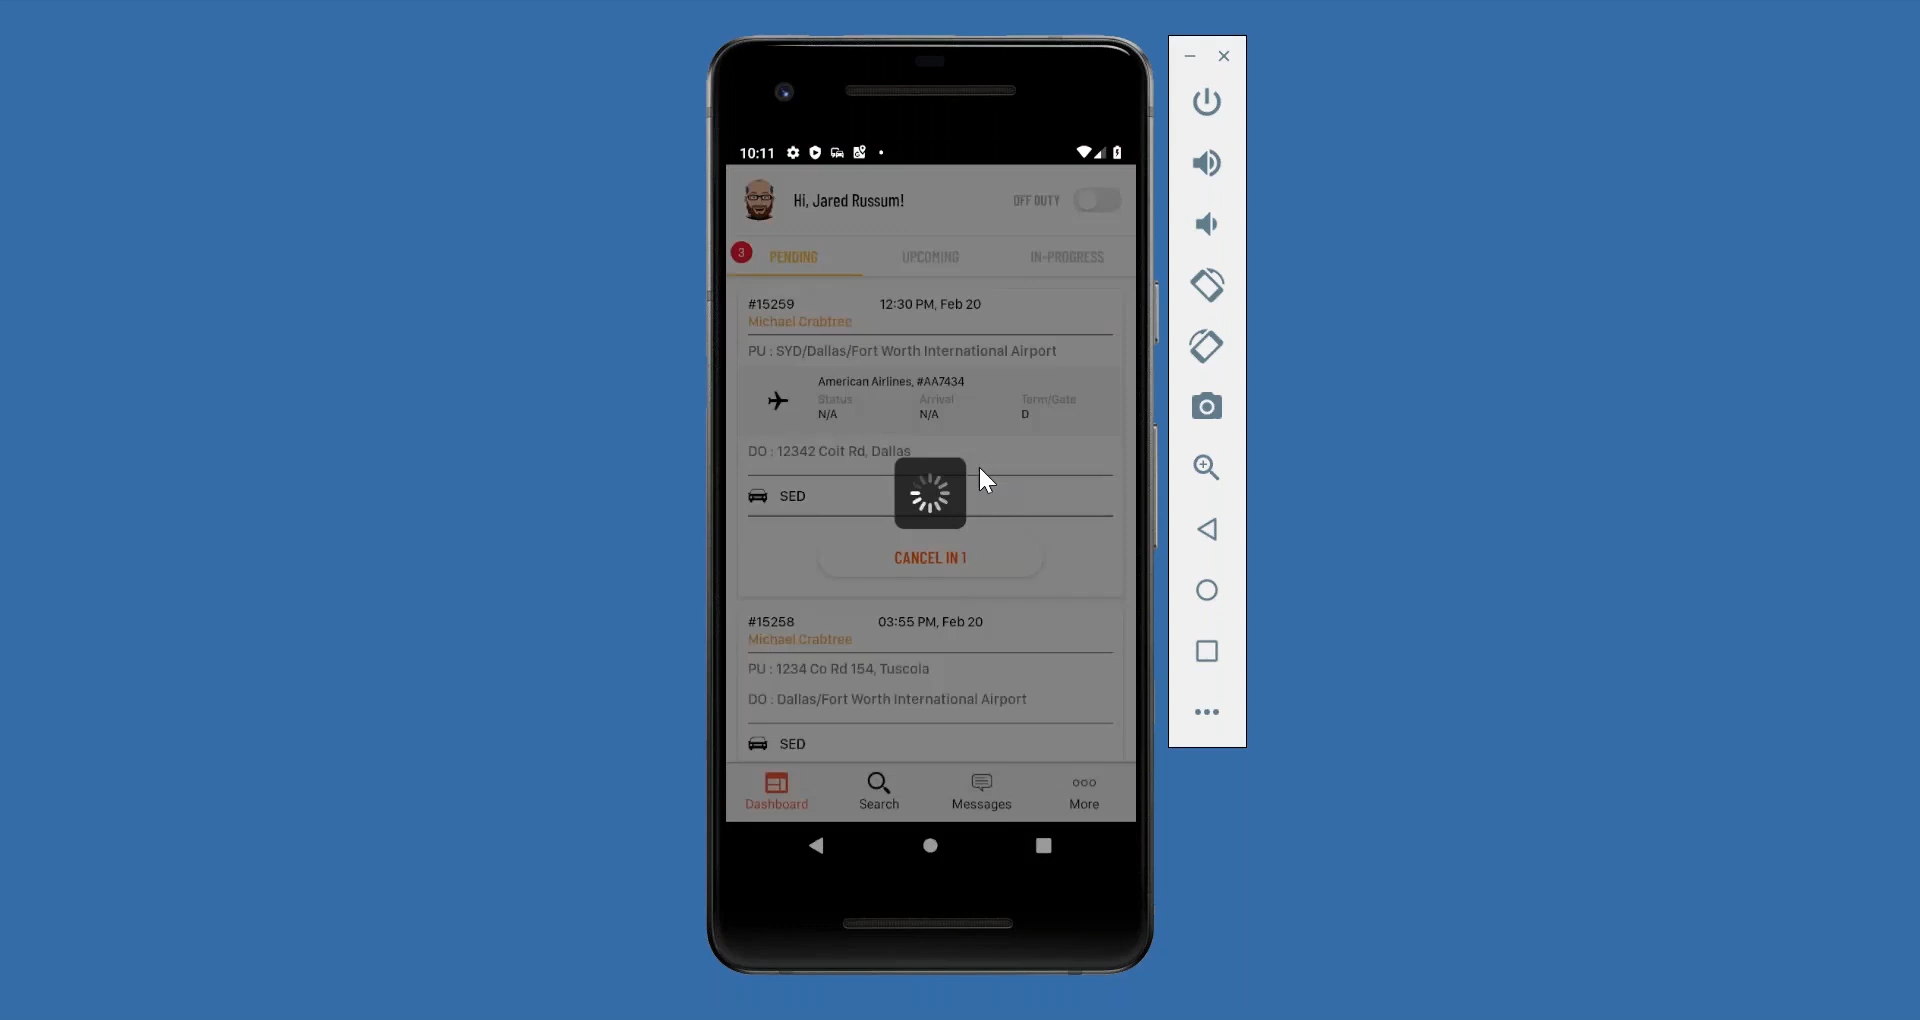 10:11
Hi, Jared Russum!
OFF DUTY
3
PENDING
UPCOMING
IN-PROGRESS
#15259
12:30 PM, Feb 20
Michael Crabtree
PU : SYD/Dallas/Fort Worth International Airport
American Airlines, #AA7434
Status
Arrival
Term/Gate
N/A
N/A
D
DO : 12342 Coit Rd, Dallas
SED
CANCEL IN 1
#15258
03:55 PM, Feb 20
Michael Crabtree
PU : 1234 Co Rd 154, Tuscola
DO : Dallas/Fort Worth International Airport
SED
Dashboard
Search
Messages
More